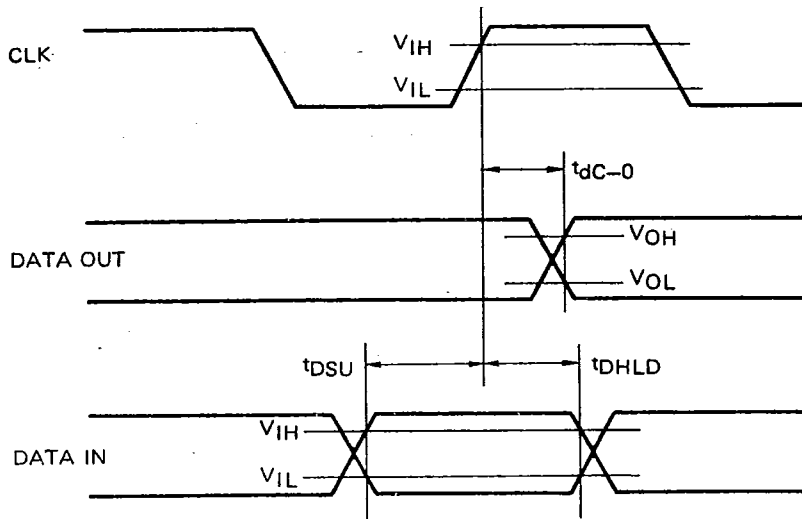 CLK
VIH
VIL
tdC–0
DATA OUT
VOH
VOL
tDSU
tDHLD
DATA IN
VIH
VIL